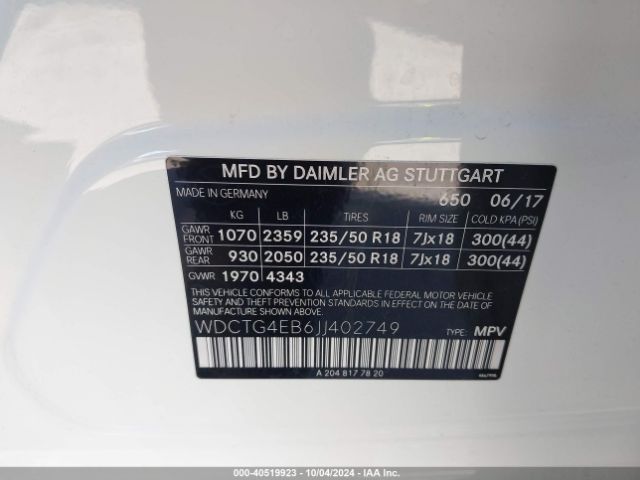 MFD BY DAIMLER AG STUTTGART
MADE IN GERMANY 650 06/17
KG LB TIRES RIM SIZE COLD KPA(PSI)
GAWR FRONT 1070 2359 235/50 R18 7Jx18 300(44)
GAWR REAR 930 2050 235/50 R18 7Jx18 300(44)
GVWR 1970 4343
THIS VEHICLE CONFORMS TO ALL APPLICABLE FEDERAL MOTOR VEHICLE
SAFETY, BUMPER, AND THEFT PREVENTION STANDARDS IN EFFECT ON
THE DATE OF MANUFACTURE SHOWN ABOVE.
WDCTG4EB6JJ402749 TYPE: MPV
A 204 817 78 20
000-40519923 - 10/04/2024 - IAAI.com